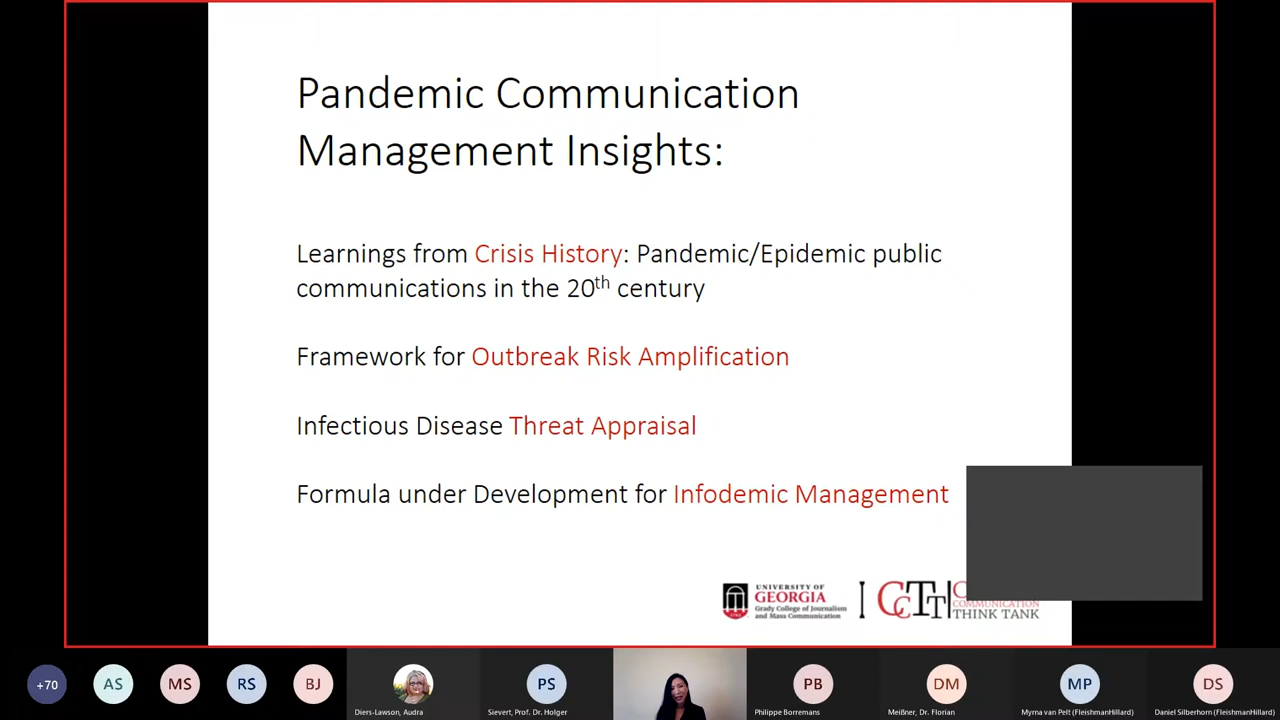 Pandemic Communication
Management Insights:
Learnings from Crisis History: Pandemic/Epidemic public
communications in the 20th century
Framework for Outbreak Risk Amplification
Infectious Disease Threat Appraisal
Formula under Development for Infodemic Management
UNIVERSITY OF
GEORGIA
Grady College of Journalism
and Mass Communication
CCTT
COMMUNICATION
THINK TANK
+70
AS
MS
RS
BJ
Diers-Lawson, Audra
PS
Sievert, Prof. Dr. Holger
PB
Philippe Borremans
DM
Meißner, Dr. Florian
MP
Myrna van Pelt (FleishmanHillard)
DS
Daniel Silberhorn (FleishmanHillard)